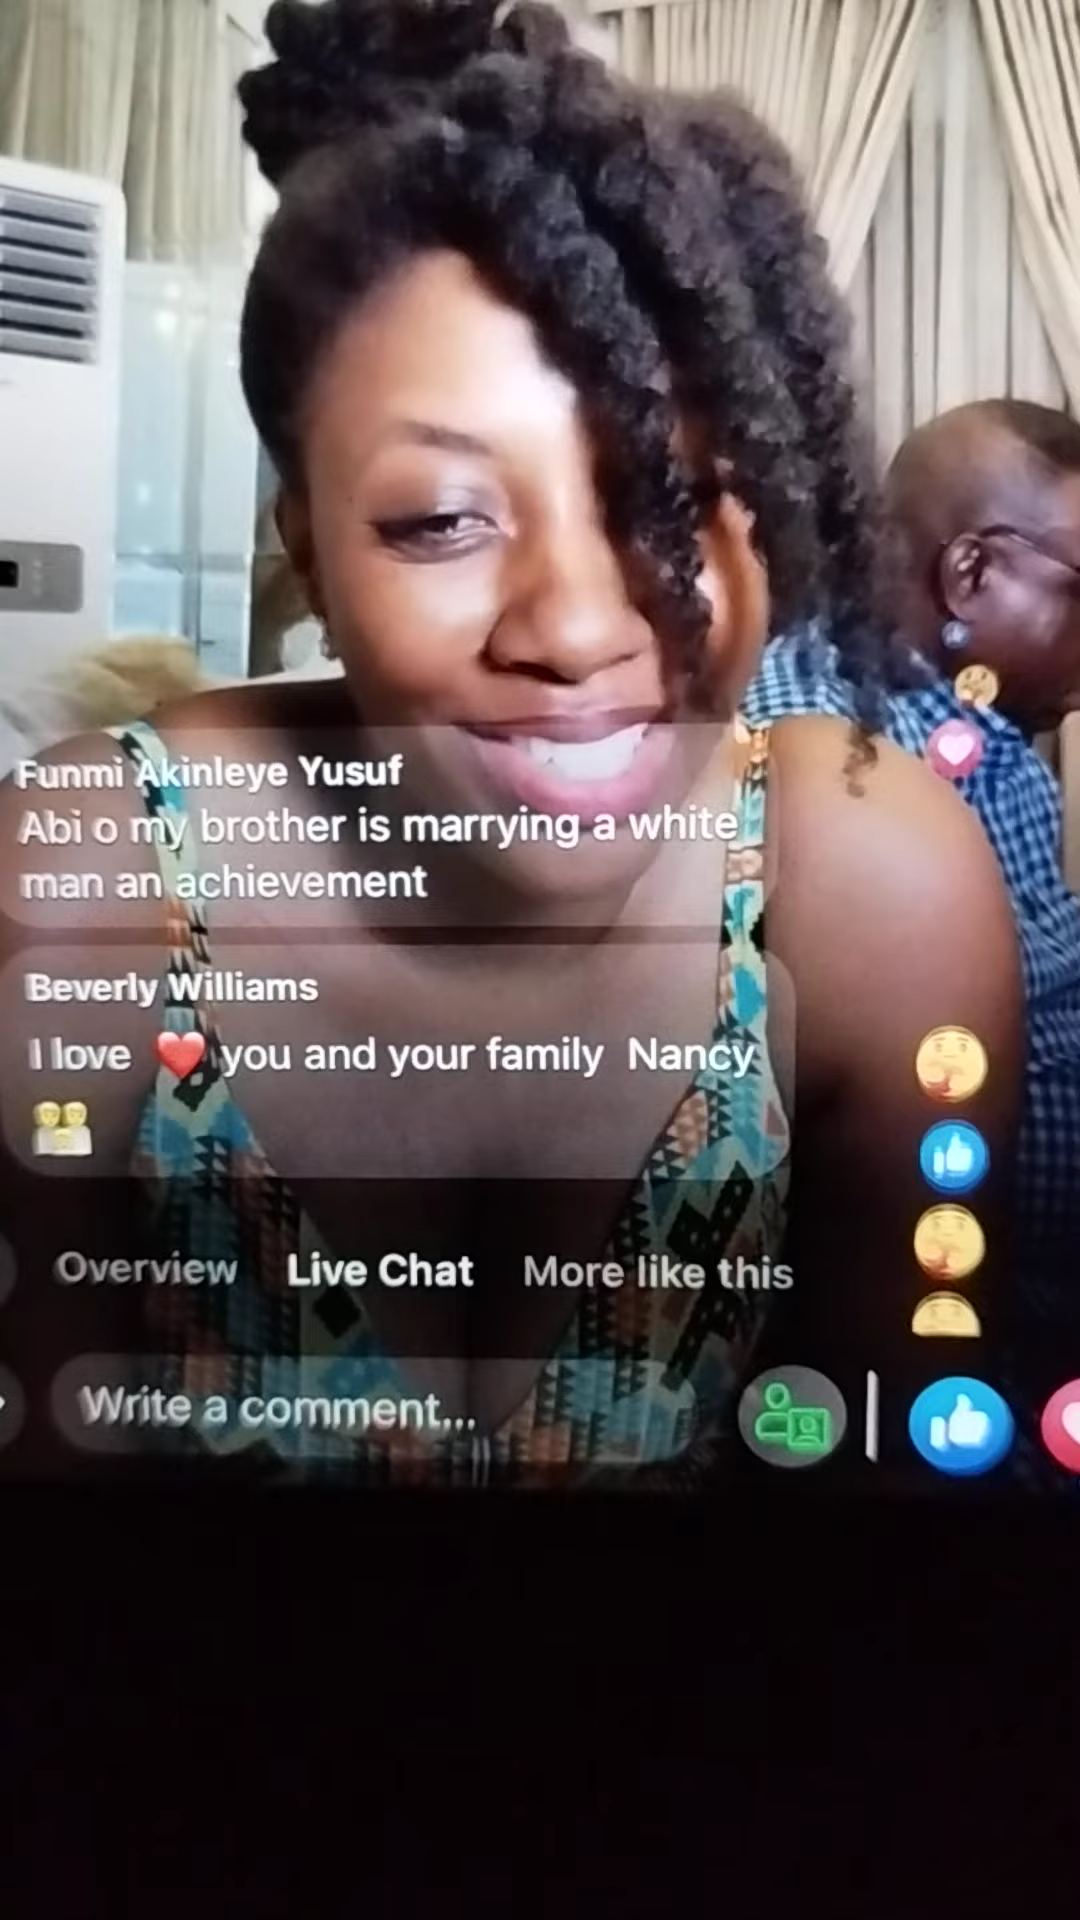 Funmi Akinleye Yusuf
Abi o my brother is marrying a white
man an achievement
Beverly Williams
I love ❤️ you and your family Nancy
Overview Live Chat More like this
Write a comment...